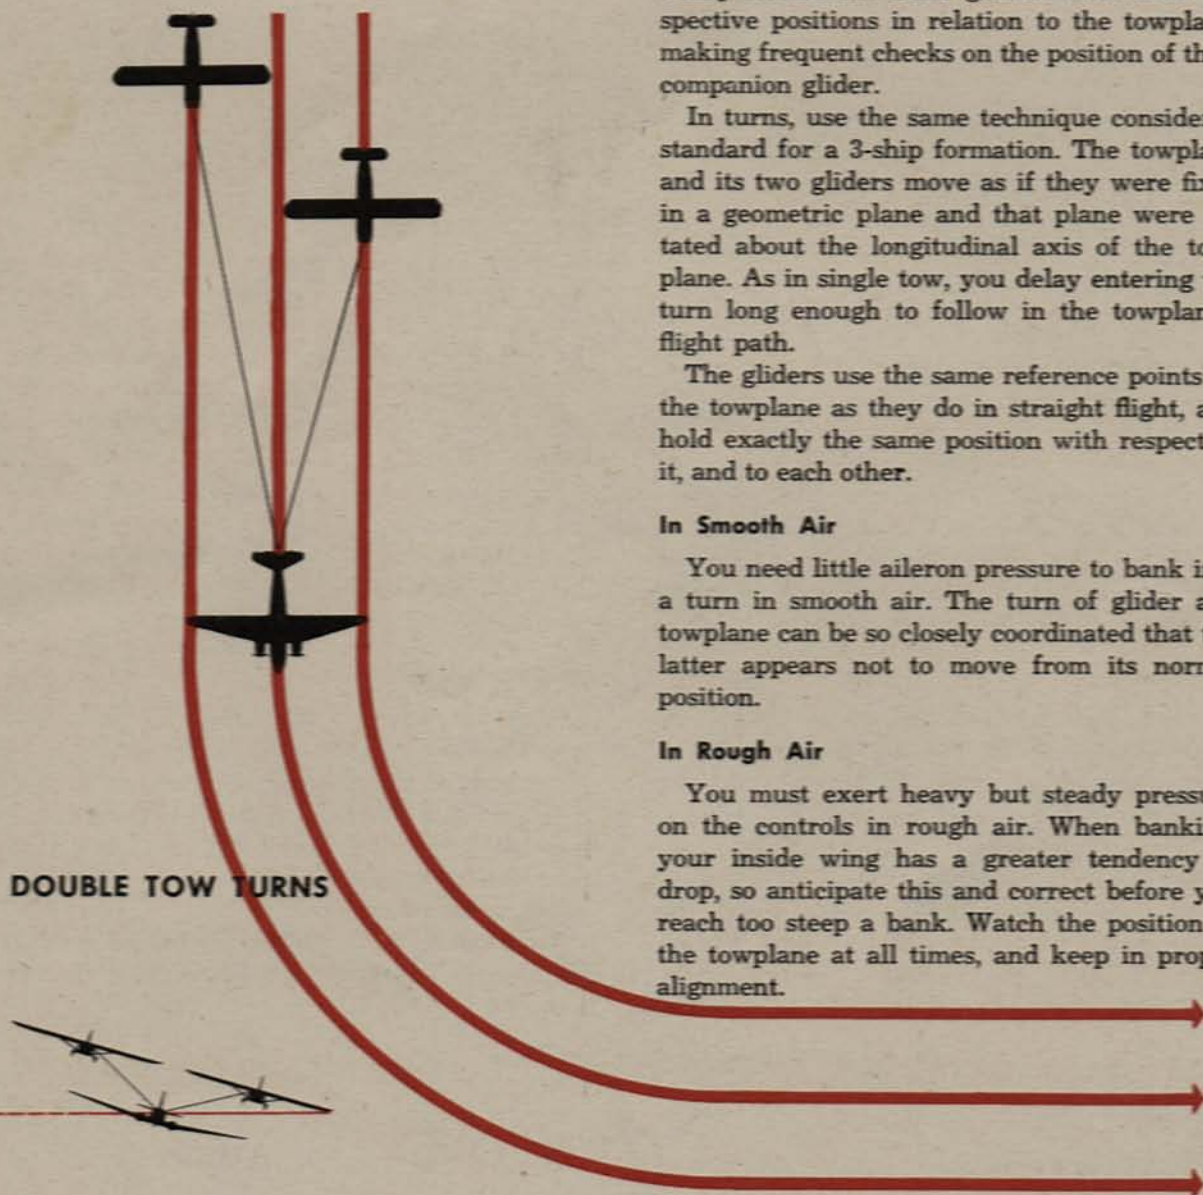 spective positions in relation to the towpla
making frequent checks on the position of th
companion glider.
In turns, use the same technique conside
standard for a 3-ship formation. The towpla
and its two gliders move as if they were fix
in a geometric plane and that plane were
tated about the longitudinal axis of the to
plane. As in single tow, you delay entering
turn long enough to follow in the towplan
flight path.
The gliders use the same reference points
the towplane as they do in straight flight, a
hold exactly the same position with respect
it, and to each other.
In Smooth Air
You need little aileron pressure to bank i
a turn in smooth air. The turn of glider a
towplane can be so closely coordinated that
latter appears not to move from its norm
position.
In Rough Air
You must exert heavy but steady pressu
on the controls in rough air. When banki
your inside wing has a greater tendency
drop, so anticipate this and correct before y
reach too steep a bank. Watch the position
the towplane at all times, and keep in prop
alignment.
DOUBLE TOW TURNS